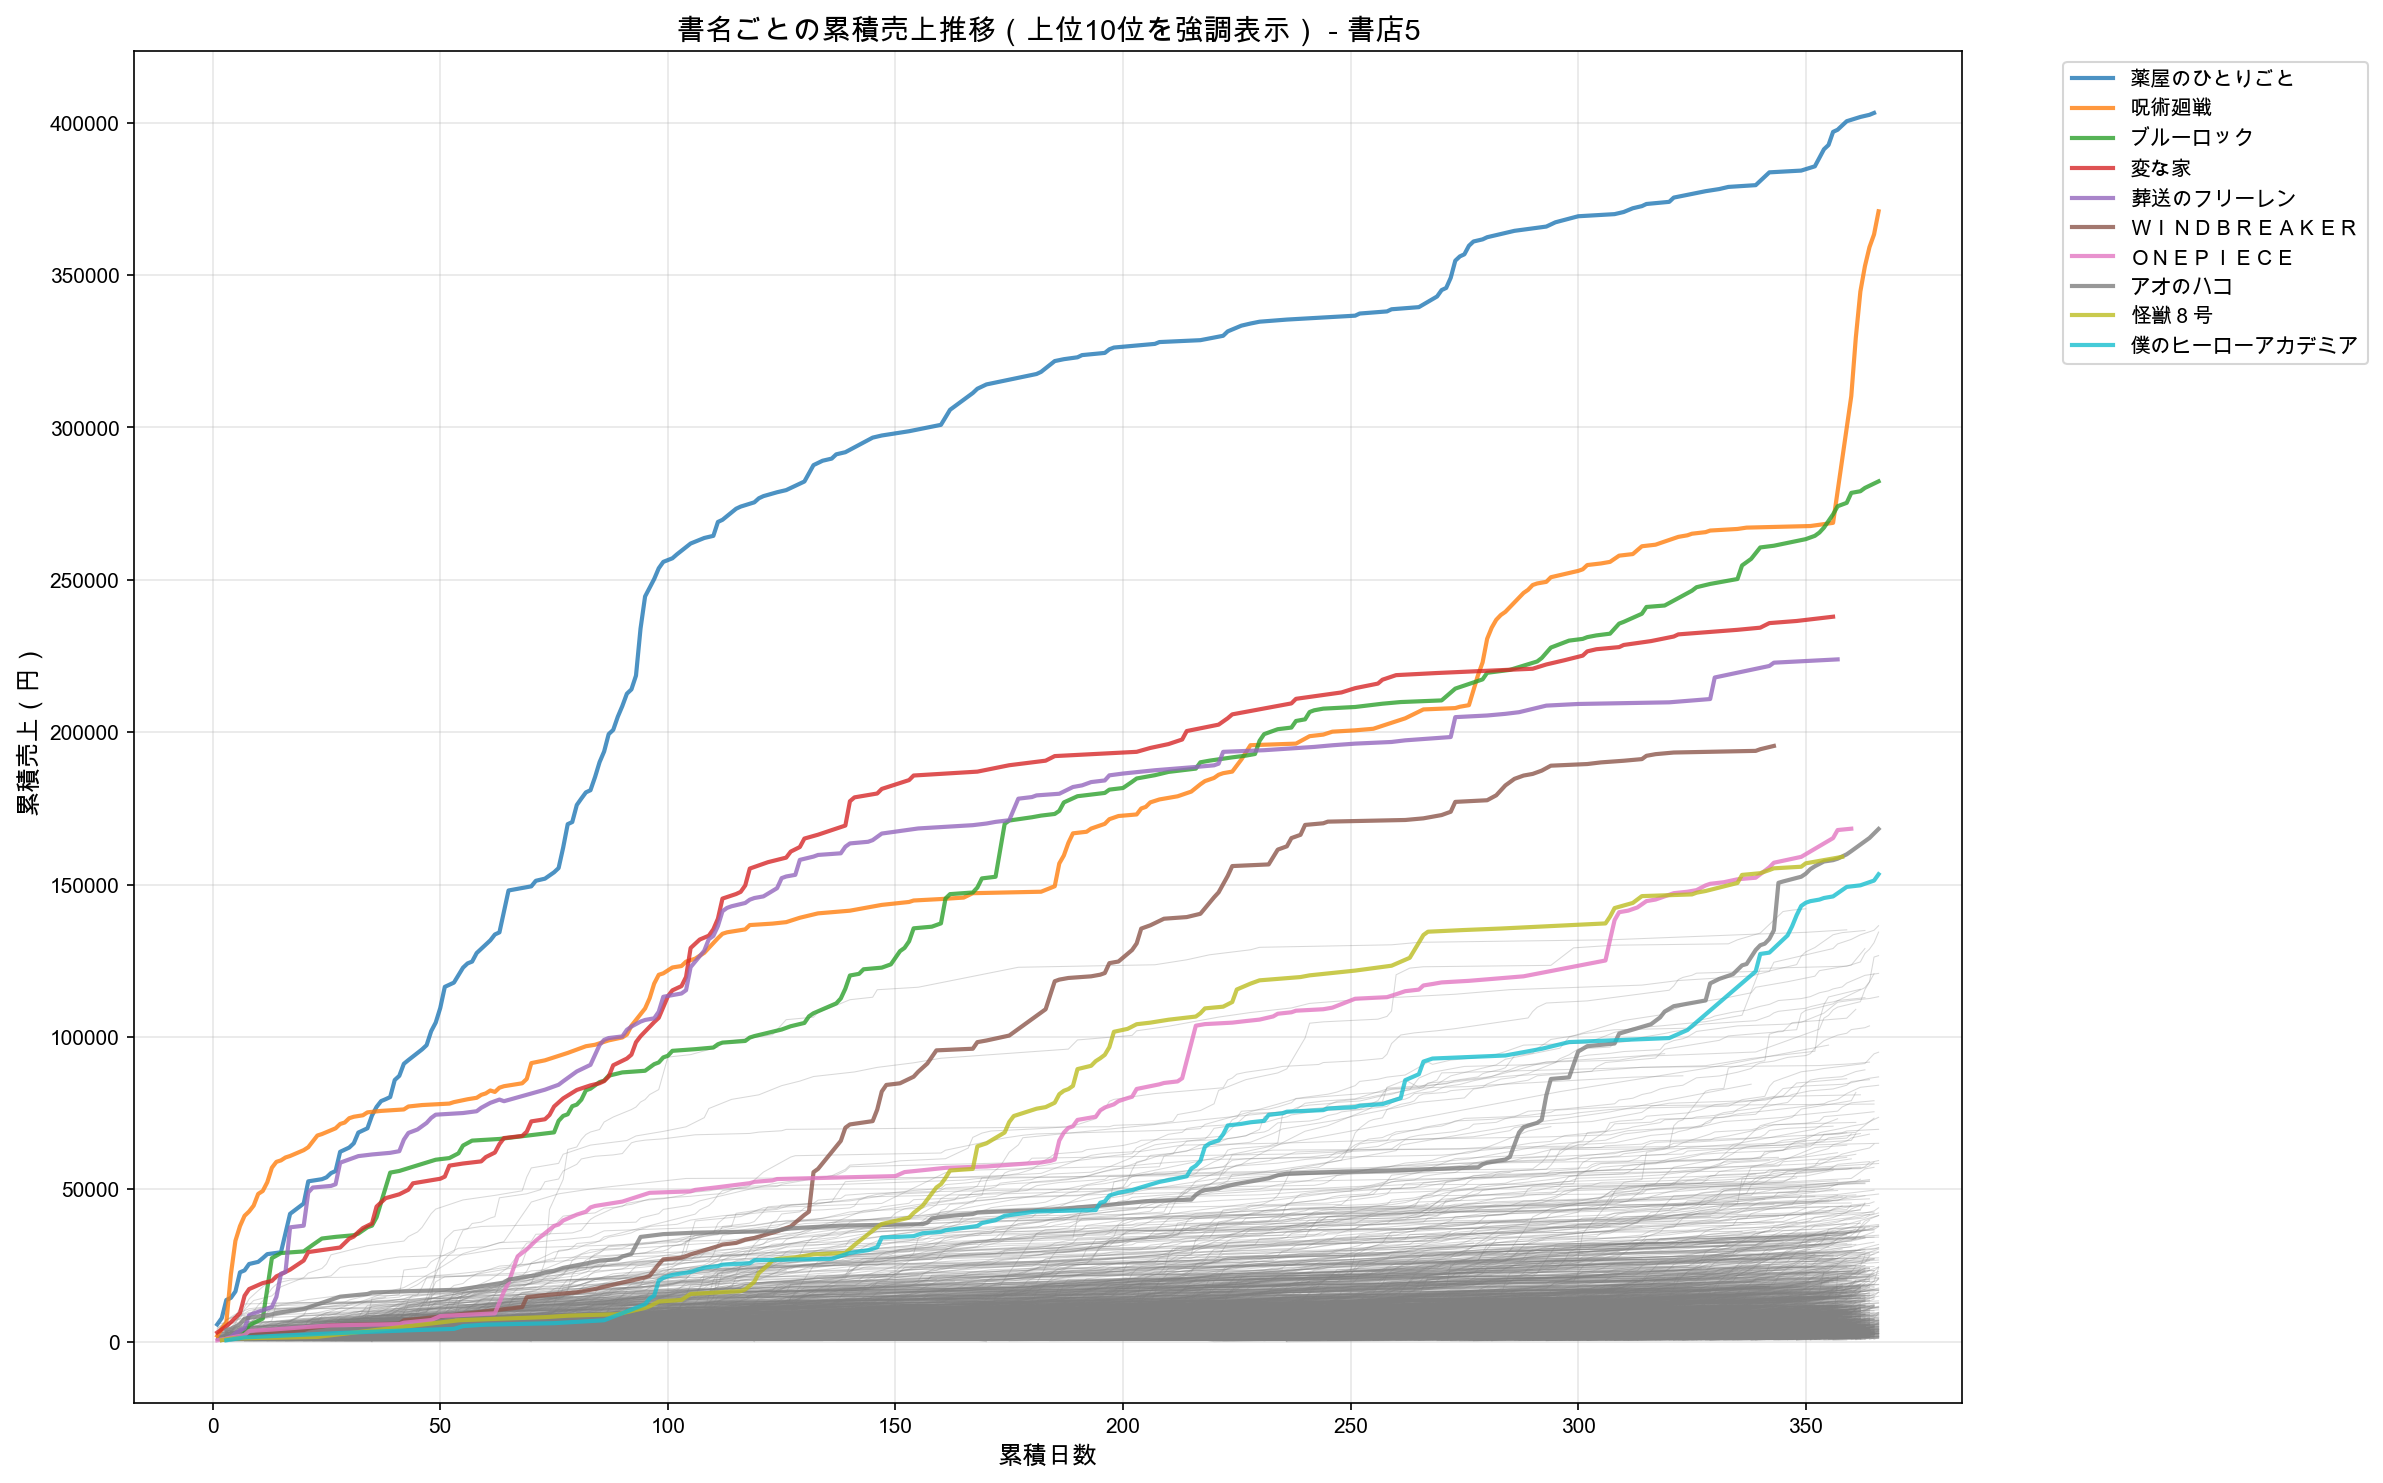 書名ごとの累積売上推移（上位10位を強調表示） - 書店5
累積売上（円）
400000
350000
300000
250000
200000
150000
100000
50000
0
0 50 100 150 200 250 300 350
累積日数
薬屋のひとりごと
呪術廻戦
ブルーロック
変な家
葬送のフリーレン
ＷＩＮＤＢＲＥＡＫＥＲ
ＯＮＥＰＩＥＣＥ
アオのハコ
怪獣８号
僕のヒーローアカデミア